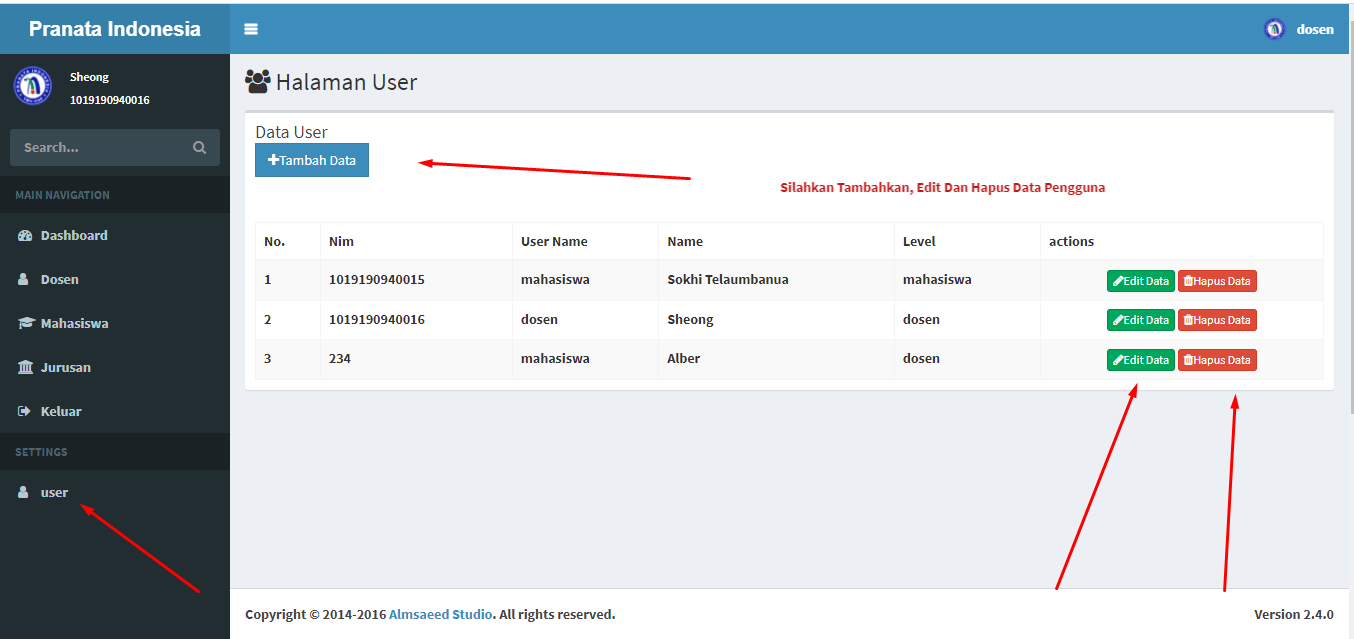 Pranata Indonesia
dosen
Sheong
1019190940016
Search...
MAIN NAVIGATION
Dashboard
Dosen
Mahasiswa
Jurusan
Keluar
SETTINGS
user
Halaman User
Data User
Tambah Data
Silahkan Tambahkan, Edit Dan Hapus Data Pengguna
No. Nim User Name Name Level actions
1 1019190940015 mahasiswa Sokhi Telaumbanua mahasiswa Edit Data Hapus Data
2 1019190940016 dosen Sheong dosen Edit Data Hapus Data
3 234 mahasiswa Alber dosen Edit Data Hapus Data
Copyright © 2014-2016 Almsaeed Studio. All rights reserved. Version 2.4.0